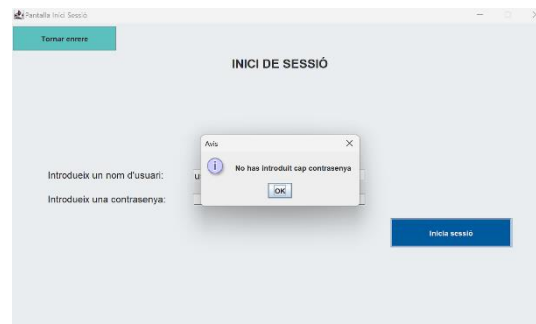 Pantalla Inici Sessió
Tornar enrere
INICI DE SESSIÓ
Avís
No has introduit cap contrasenya
OK
Introdueix un nom d'usuari:
u
Introdueix una contrasenya:
Inicia sessió